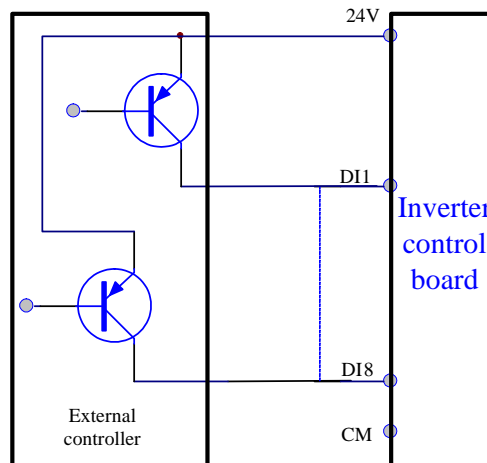 24V
DI1
Inverter
control
board
DI8
External
controller
CM